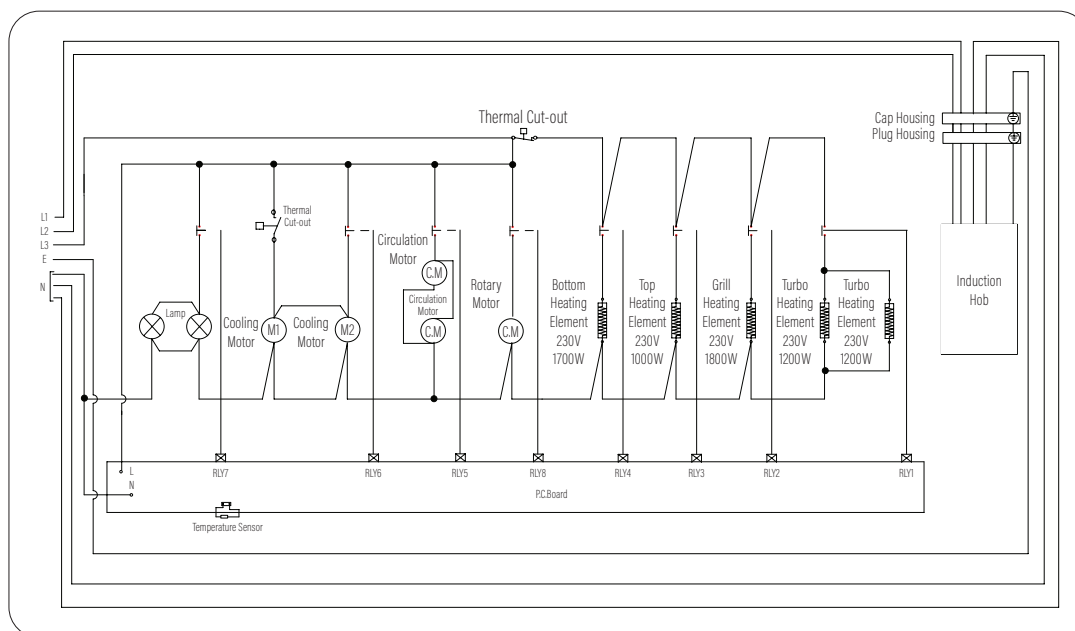 Cap Housing
Plug Housing
Thermal Cut-out
L1
L2
L3
E
N
Thermal
Cut-out
Circulation
Motor
C.M
Circulation
Motor
C.M
Rotary
Motor
C.M
Lamp
Cooling
Motor
M1
Cooling
Motor
M2
Bottom
Heating
Element
230V
1700W
Top
Heating
Element
230V
1000W
Grill
Heating
Element
230V
1800W
Turbo
Heating
Element
230V
1200W
Turbo
Heating
Element
230V
1200W
Induction
Hob
L
N
RLY7
RLY6
RLY5
RLY8
RLY4
RLY3
RLY2
RLY1
P.C.Board
Temperature Sensor